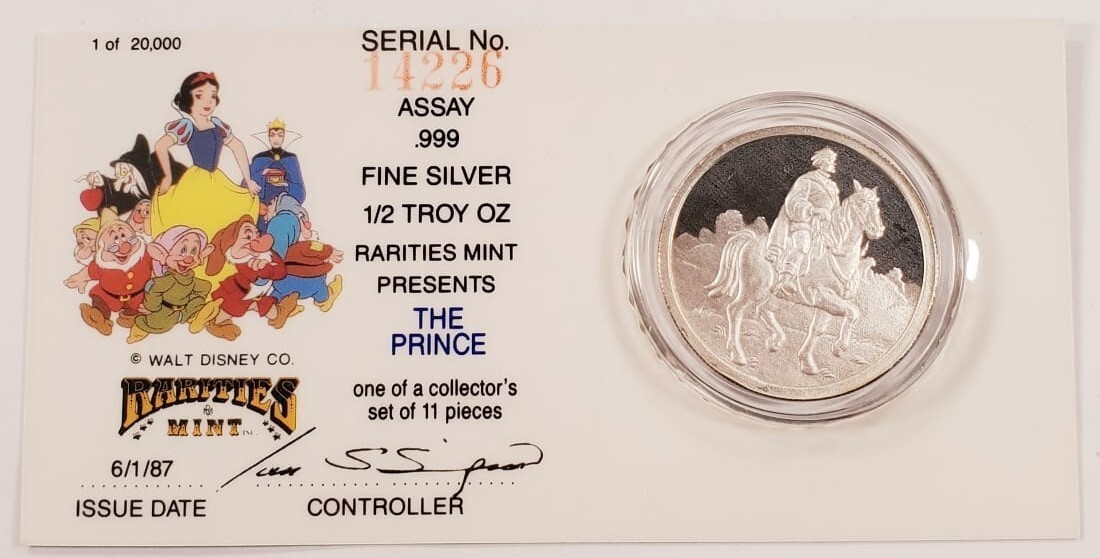 1 of 20,000
SERIAL No.
14226
ASSAY
.999
FINE SILVER
1/2 TROY OZ
RARITIES MINT
PRESENTS
THE
PRINCE
one of a collector's
set of 11 pieces
© WALT DISNEY CO.
RARITIES
MINT INC.
6/1/87
ISSUE DATE
CONTROLLER